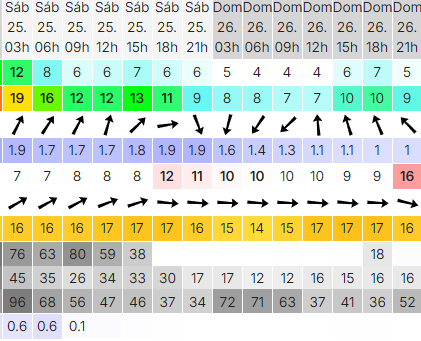 Sáb Sáb Sáb Sáb Sáb Sáb Sáb Dom Dom Dom Dom Dom Dom Dom
25. 25. 25. 25. 25. 25. 25. 26. 26. 26. 26. 26. 26. 26.
03h 06h 09h 12h 15h 18h 21h 03h 06h 09h 12h 15h 18h 21h
12 8 6 6 7 6 6 5 4 4 4 6 7 5
19 16 12 12 13 11 9 8 8 7 7 10 10 9
1.9 1.7 1.7 1.7 1.8 1.9 1.9 1.6 1.4 1.3 1.1 1.1 1 1
7 7 8 8 8 12 11 10 10 10 10 9 9 16
16 16 16 16 17 17 16 15 14 15 17 17 17 16
76 63 80 59 38 18
45 35 26 34 33 30 17 17 12 12 16 15 16 16
96 68 56 47 46 37 34 72 71 63 37 41 36 52
0.6 0.6 0.1